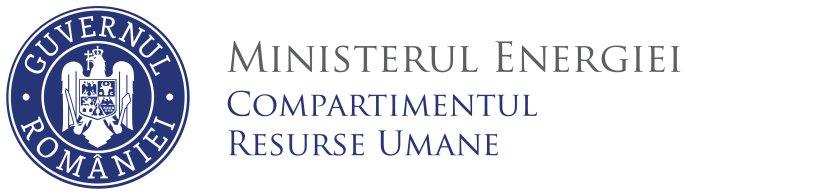 GUVERNUL
ROMÂNIEI
MINISTERUL ENERGIEI
COMPARTIMENTUL
RESURSE UMANE